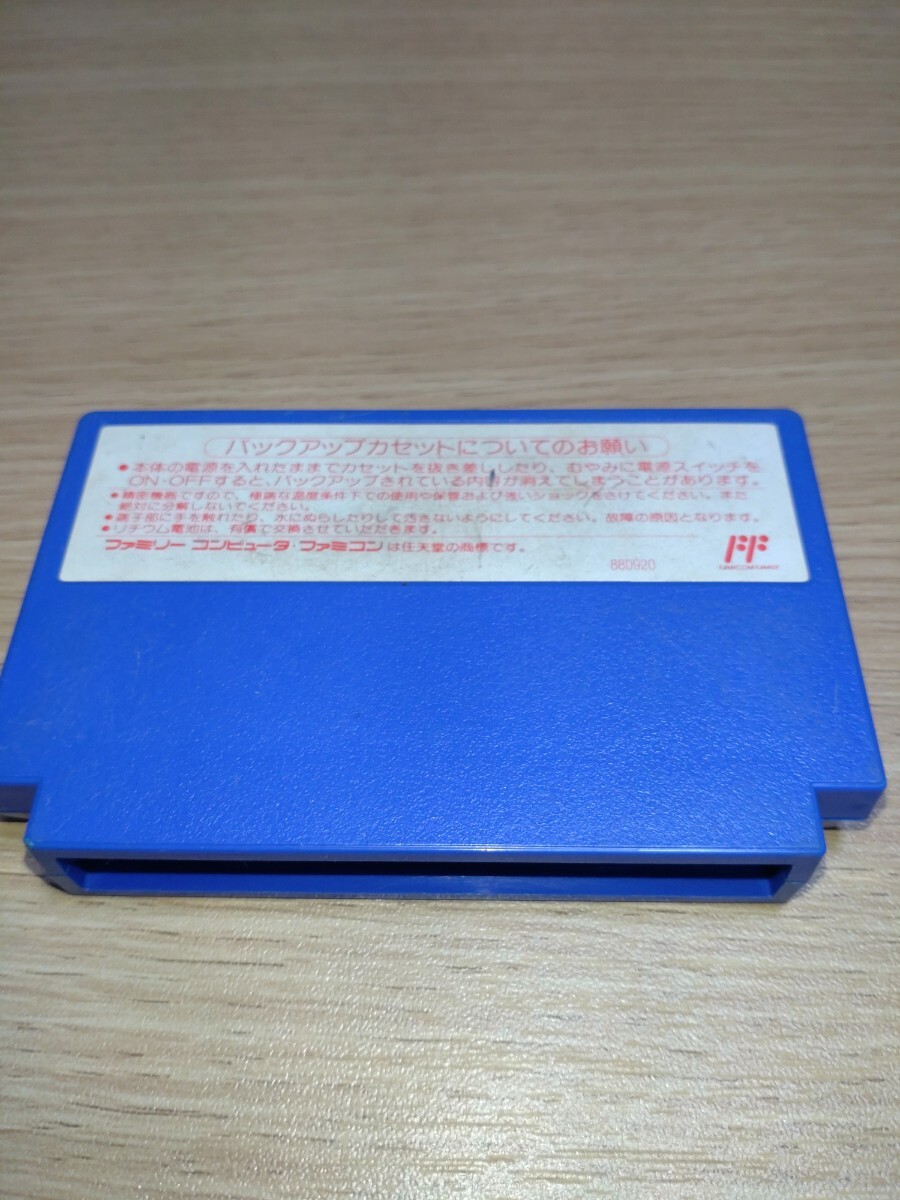 バックアップカセットについてのお願い
●本体の電源を入れたままでカセットを抜き差ししたり、むやみに電源スイッチを
ON・OFFすると、バックアップされている内容が消えてしまうことがあります。
●精密機器ですので、極端な温度条件下での使用や保管および強いショックをさけてください。また
絶対に分解しないでください。
●端子部に手を触れたり、水にぬらしたりして汚さないようにしてください。故障の原因となります。
●リチウム電池は、有償で交換させていただきます。
ファミリー コンピュータ・ファミコン は任天堂の商標です。
880920
FF
FAMICOM FAMILY